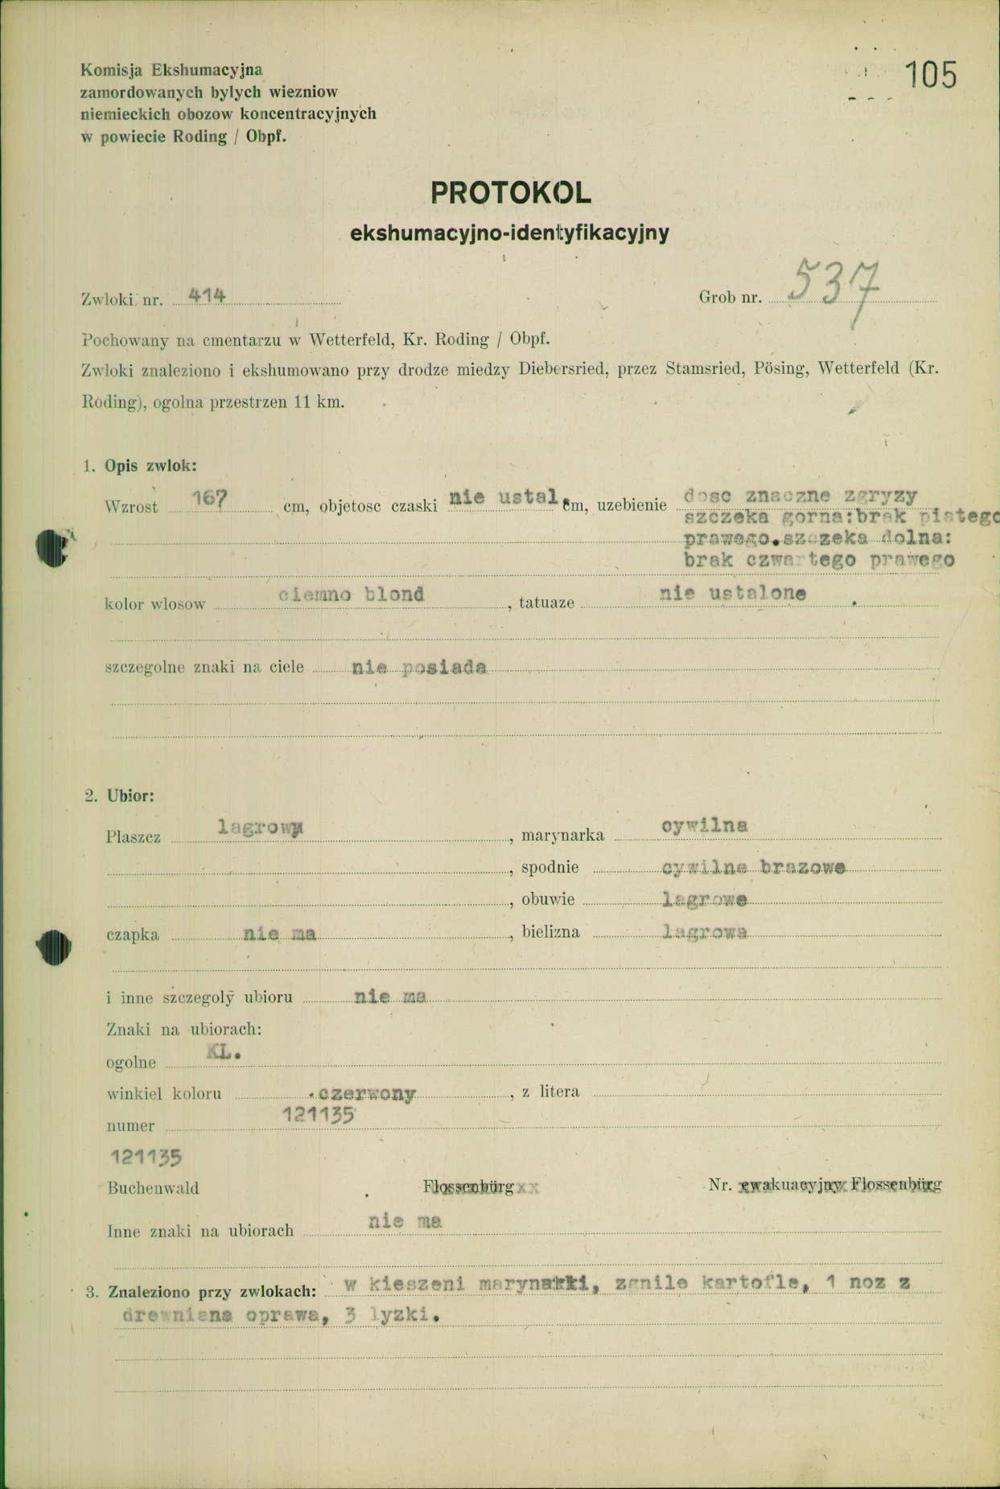 Komisja Ekshumacyjna
zamordowanych bylych wiezniow
niemieckich obozow koncentracyjnych
w powiecie Roding / Obpf.
105
PROTOKOL
ekshumacyjno-identyfikacyjny
Zwloki nr. 414 Grob nr. 537
Pochowany na cmentarzu w Wetterfeld, Kr. Roding / Obpf.
Zwloki znaleziono i ekshumowano przy drodze miedzy Diebersried, przez Stamsried, Pösing, Wetterfeld (Kr.
Roding), ogolna przestrzen 11 km.
1. Opis zwlok:
Wzrost 167 cm, objetosc czaski nie ustal. cm, uzebienie dosc znaczne zgryzy
szczeka gorna: brak piatego
prawego. szczeka dolna:
brak czwartego prawego
kolor wlosow ciemno blond, tatuaze nie ustalone
szczegolne znaki na ciele nie posiada
2. Ubior:
Plaszcz lagrowy, marynarka cywilna
, spodnie cywilne brazowe
, obuwie lagrowe
czapka nie ma, bielizna lagrowa
i inne szczegoly ubioru nie ma
Znaki na ubiorach:
ogolne KL.
winkiel koloru czerwony, z litera
numer 121135
121135
Buchenwald Flossenbürg Nr. ewakuacyjny Flossenbürg
Inne znaki na ubiorach nie ma
3. Znaleziono przy zwlokach: w kieszeni marynarki, zgnile kartofle, 1 noz z
drewniana oprawa, 3 lyzki.